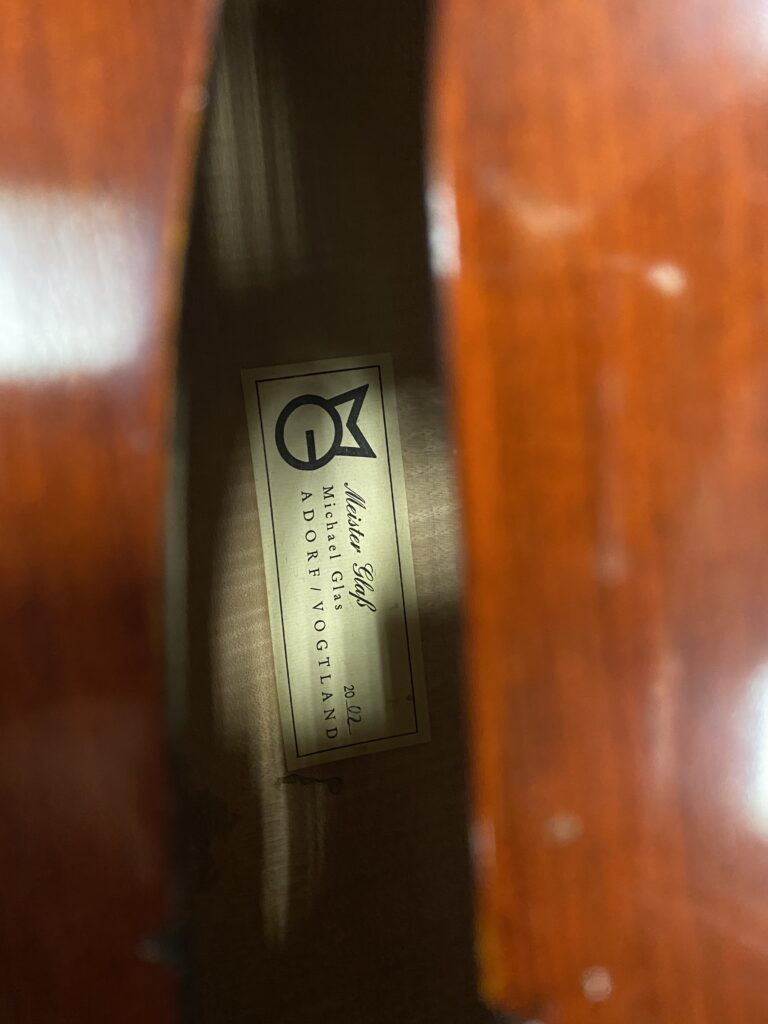 Meister Glaß
Michael Glas 2002
ADORF / VOGTLAND